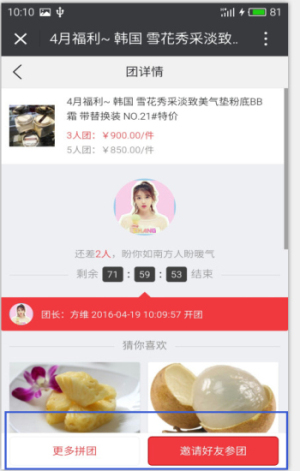 10:10
81
4月福利~ 韩国 雪花秀采淡致..
团详情
4月福利~ 韩国 雪花秀采淡致美气垫粉底BB
霜 带替换装 NO.21#特价
3人团：￥900.00/件
5人团：￥850.00/件
还差2人，盼你如南方人盼暖气
剩余 71 : 59 : 53 结束
团长：方维 2016-04-19 10:09:57 开团
猜你喜欢
更多拼团
邀请好友参团